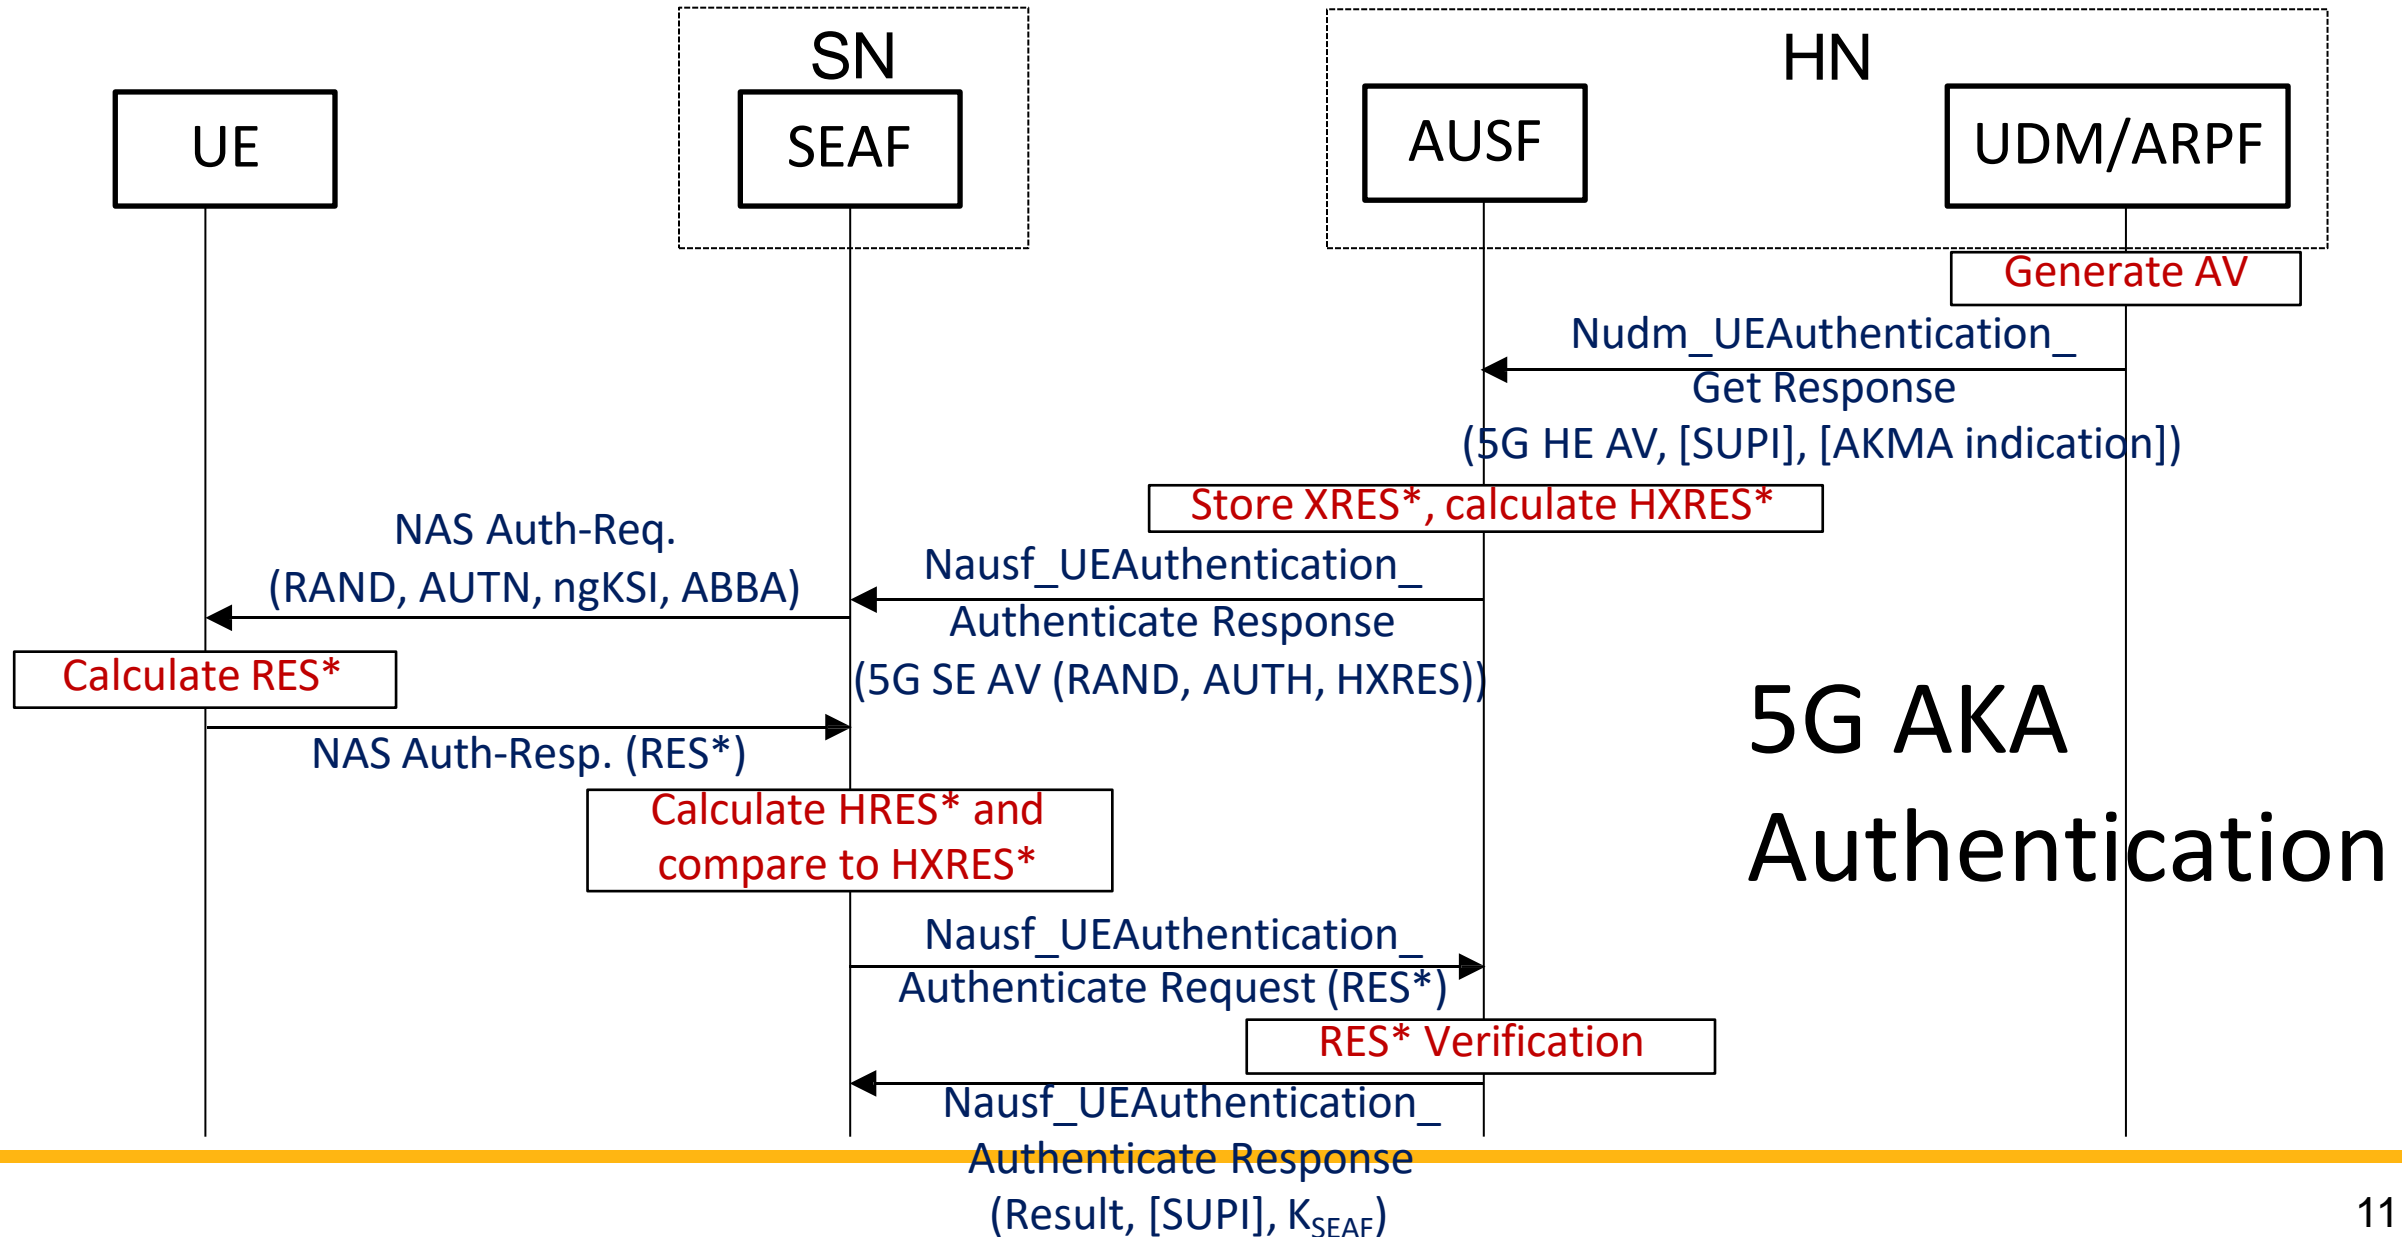 SN
HN
UE
SEAF
AUSF
UDM/ARPF
Generate AV
Nudm_UEAuthentication_
Get Response
(5G HE AV, [SUPI], [AKMA indication])
Store XRES*, calculate HXRES*
Nausf_UEAuthentication_
Authenticate Response
(5G SE AV (RAND, AUTH, HXRES))
NAS Auth-Req.
(RAND, AUTN, ngKSI, ABBA)
Calculate RES*
NAS Auth-Resp. (RES*)
Calculate HRES* and
compare to HXRES*
Nausf_UEAuthentication_
Authenticate Request (RES*)
RES* Verification
Nausf_UEAuthentication_
Authenticate Response
(Result, [SUPI], KSEAF)
5G AKA
Authentication
11